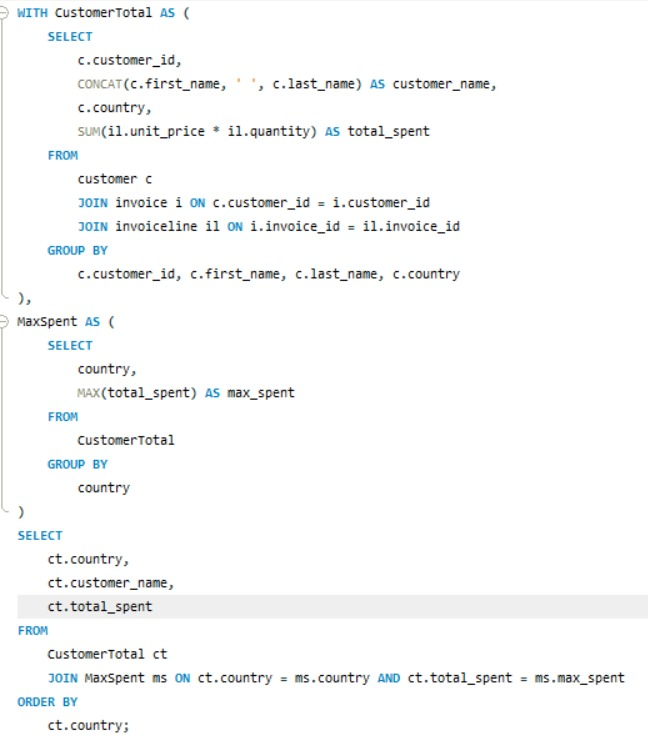 WITH CustomerTotal AS (
    SELECT
        c.customer_id,
        CONCAT(c.first_name, ' ', c.last_name) AS customer_name,
        c.country,
        SUM(il.unit_price * il.quantity) AS total_spent
    FROM
        customer c
        JOIN invoice i ON c.customer_id = i.customer_id
        JOIN invoiceline il ON i.invoice_id = il.invoice_id
    GROUP BY
        c.customer_id, c.first_name, c.last_name, c.country
),
MaxSpent AS (
    SELECT
        country,
        MAX(total_spent) AS max_spent
    FROM
        CustomerTotal
    GROUP BY
        country
)
SELECT
    ct.country,
    ct.customer_name,
    ct.total_spent
FROM
    CustomerTotal ct
    JOIN MaxSpent ms ON ct.country = ms.country AND ct.total_spent = ms.max_spent
ORDER BY
    ct.country;